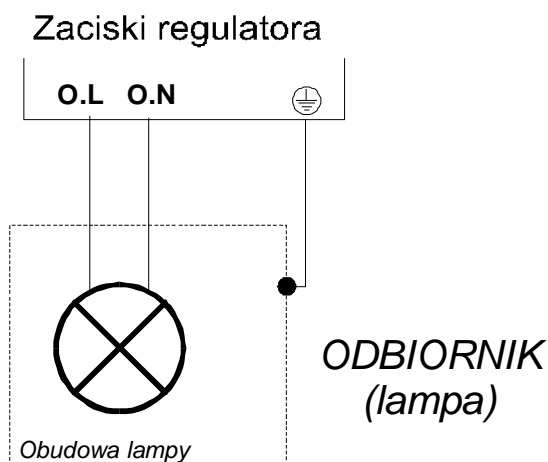 Zaciski regulatora
O.L O.N
ODBIORNIK
(lampa)
Obudowa lampy